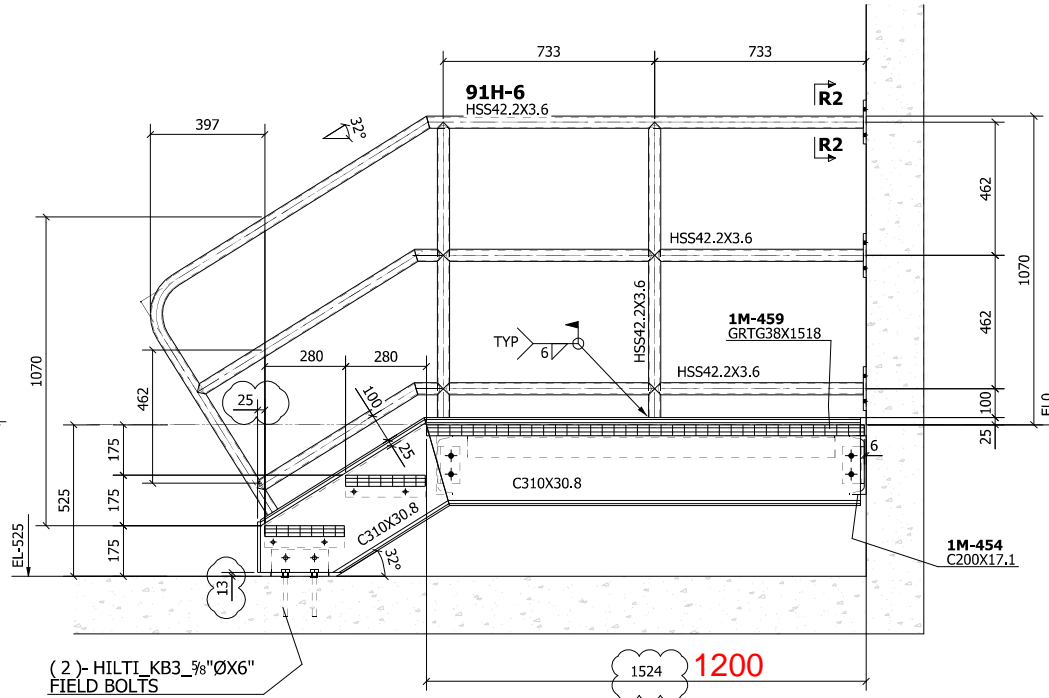 733
733
91H-6
HSS42.2X3.6
R2
R2
397
32°
462
1070
HSS42.2X3.6
462
1070
HSS42.2X3.6
1M-459
GRTG38X1518
TYP
6
280
280
HSS42.2X3.6
462
25
100
25
100
25
EL0
6
175
175
175
525
EL-525
C310X30.8
C310X30.8
32°
13
1M-454
C200X17.1
( 2 )- HILTI_KB3_5/8"ØX6"
FIELD BOLTS
1524
1200